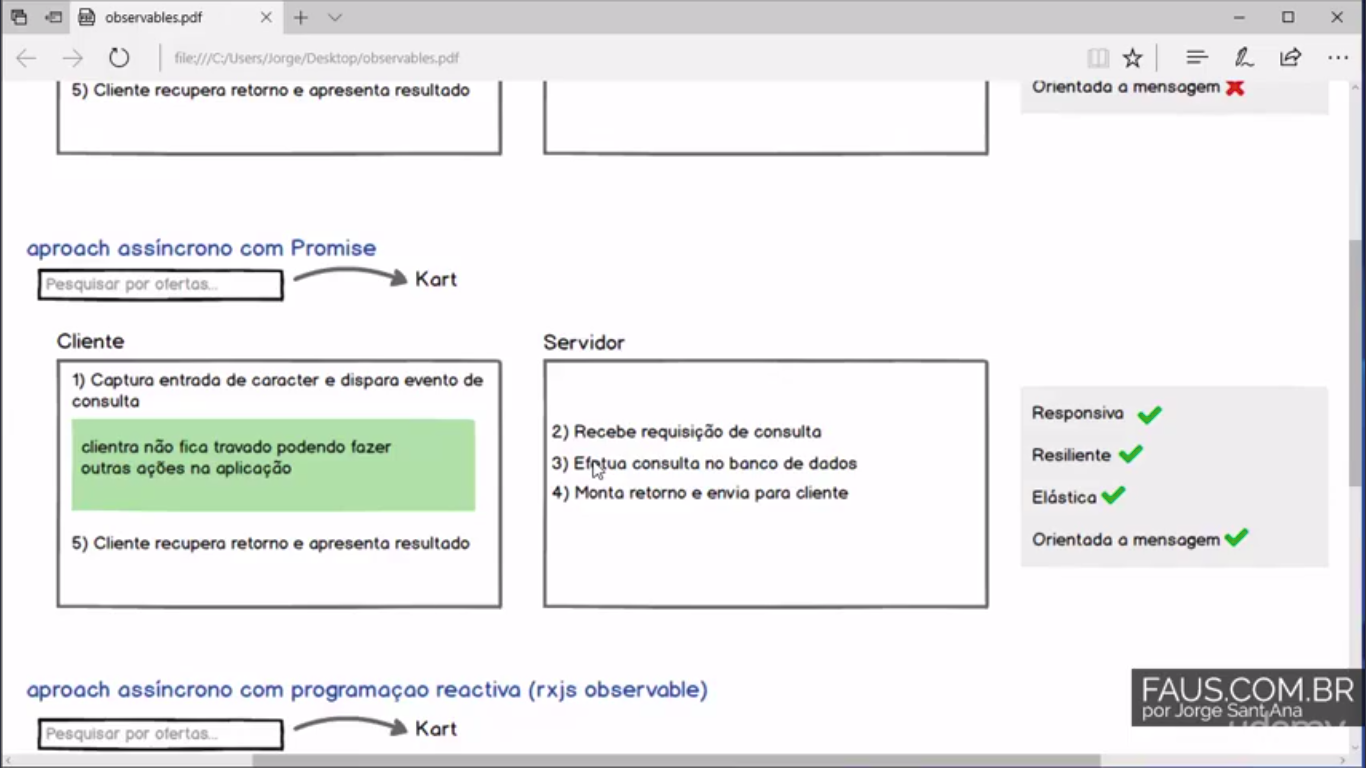 observables.pdf
file:///C:/Users/Jorge/Desktop/observables.pdf
5) Cliente recupera retorno e apresenta resultado
Orientada a mensagem
aproach assíncrono com Promise
Pesquisar por ofertas...
Kart
Cliente
Servidor
1) Captura entrada de caracter e dispara evento de
consulta
clientra não fica travado podendo fazer
outras ações na aplicação
5) Cliente recupera retorno e apresenta resultado
2) Recebe requisição de consulta
3) Efetua consulta no banco de dados
4) Monta retorno e envia para cliente
Responsiva
Resiliente
Elástica
Orientada a mensagem
aproach assíncrono com programaçao reactiva (rxjs observable)
Pesquisar por ofertas...
Kart
FAUS.COM.BR
por Jorge Sant Ana
udemy